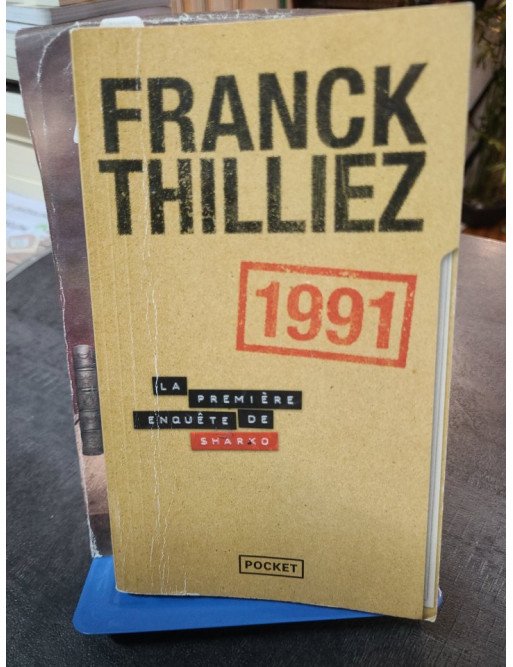 FRANCK
THILLIEZ
1991
LA
PREMIÈRE
ENQUÊTE DE
SHARKO
POCKET